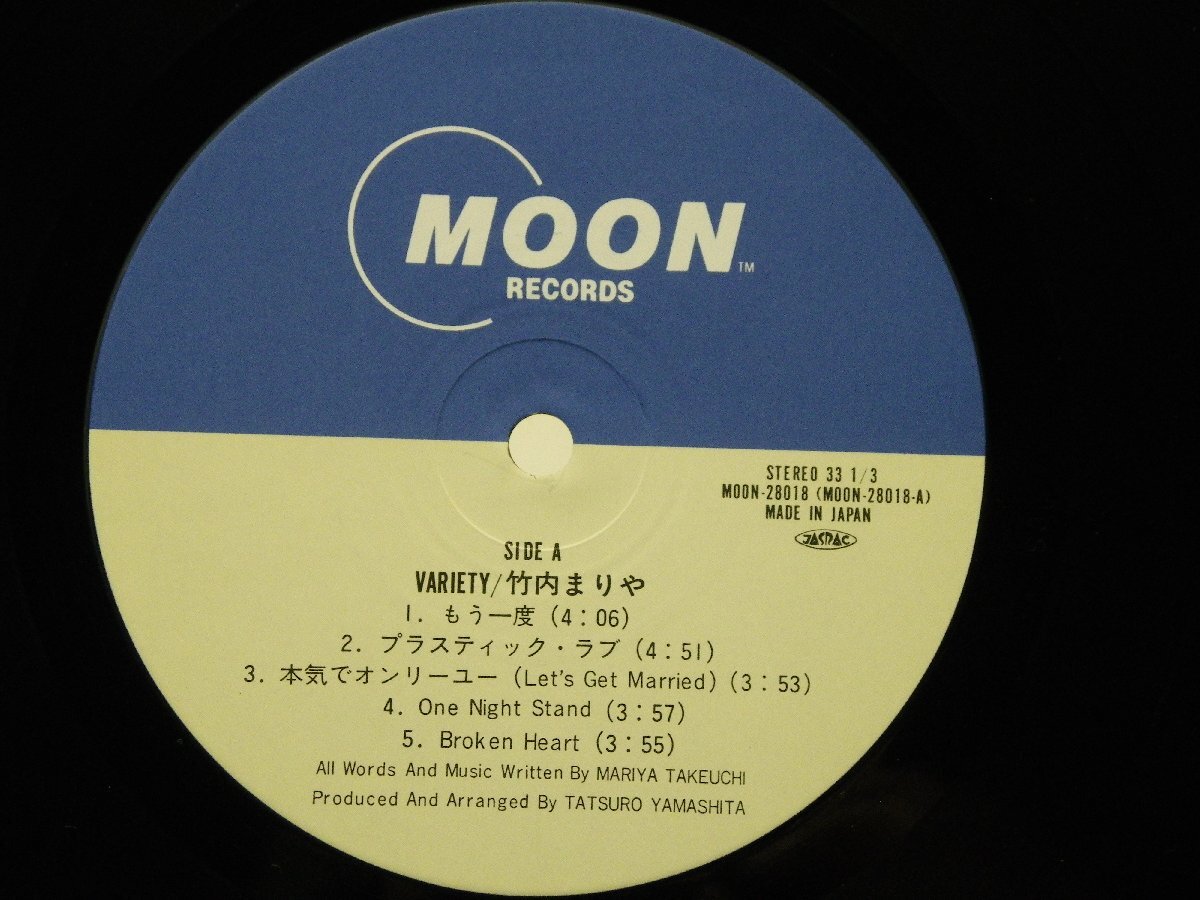 MOON™
RECORDS
STEREO 33 1/3
MOON-28018 (MOON-28018-A)
MADE IN JAPAN
JASRAC
SIDE A
VARIETY/竹内まりや
1. もう一度 (4:06)
2. プラスティック・ラブ (4:51)
3. 本気でオンリーユー (Let's Get Married) (3:53)
4. One Night Stand (3:57)
5. Broken Heart (3:55)
All Words And Music Written By MARIYA TAKEUCHI
Produced And Arranged By TATSURO YAMASHITA